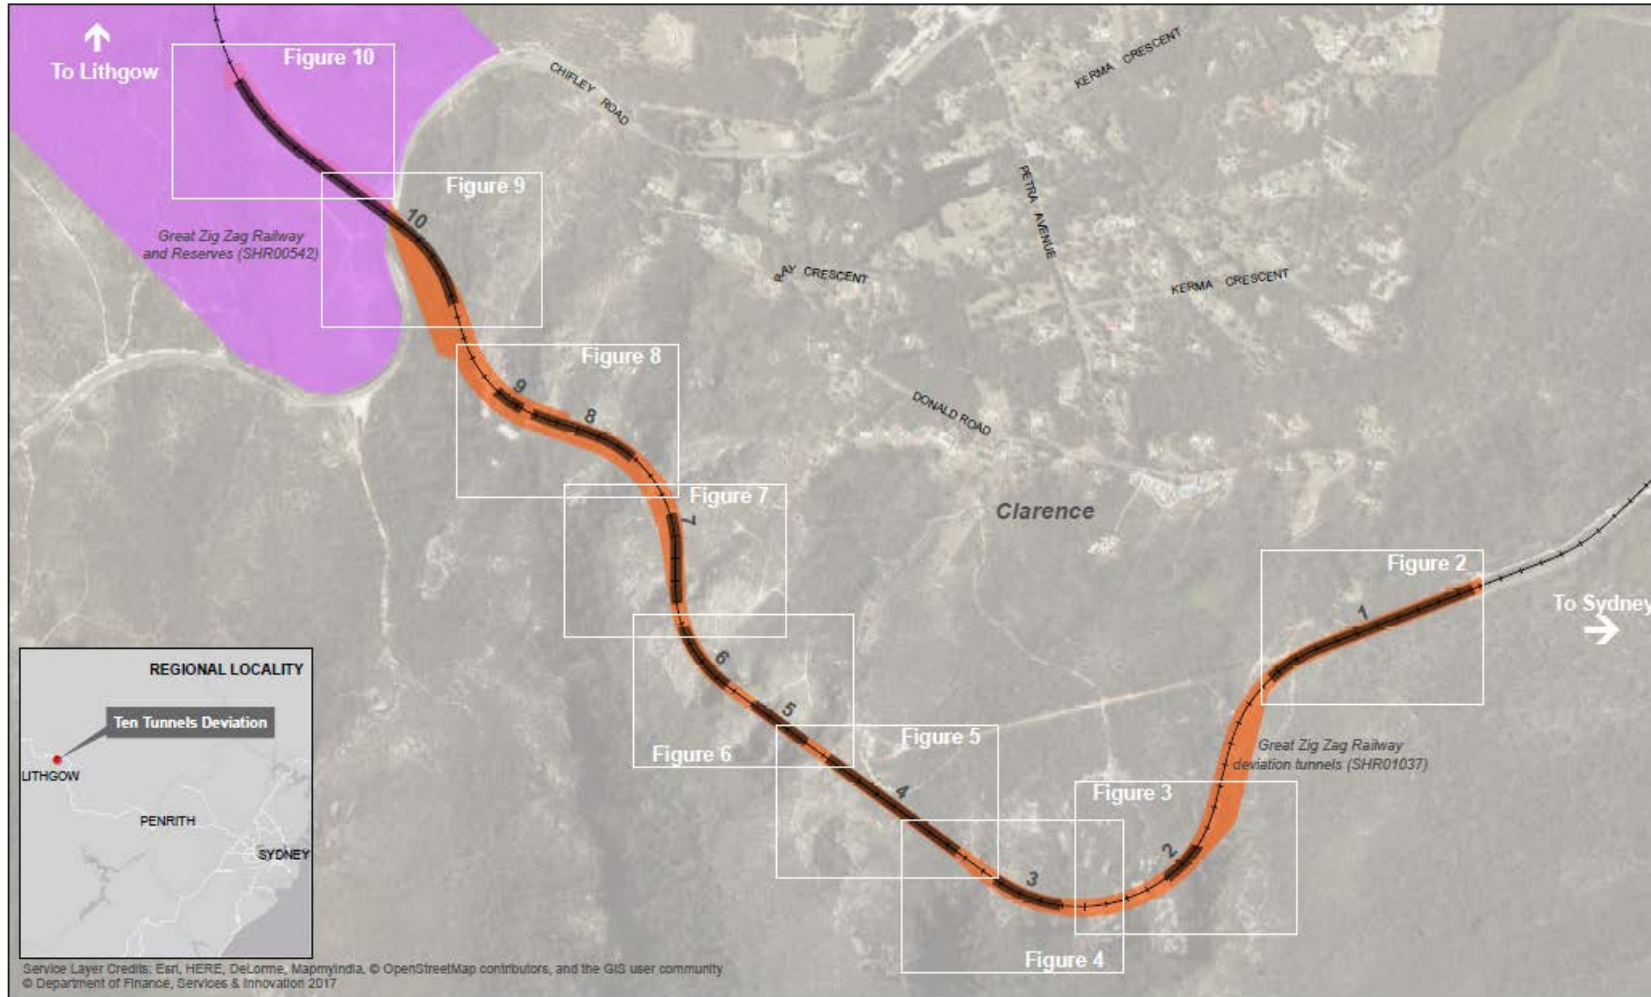 To Lithgow
Figure 10
CHIFLEY ROAD
KERMA CRESCENT
Figure 9
10
PETRA AVENUE
Great Zig Zag Railway
and Reserves (SHR00542)
RAY CRESCENT
KERMA CRESCENT
Figure 8
9
8
DONALD ROAD
Figure 7
7
Clarence
Figure 2
1
To Sydney
6
5
Figure 6
Figure 5
4
Great Zig Zag Railway
deviation tunnels (SHR01037)
Figure 3
2
3
Figure 4
REGIONAL LOCALITY
Ten Tunnels Deviation
LITHGOW
PENRITH
SYDNEY
Service Layer Credits: Esri, HERE, DeLorme, MapmyIndia, © OpenStreetMap contributors, and the GIS user community
© Department of Finance, Services & Innovation 2017